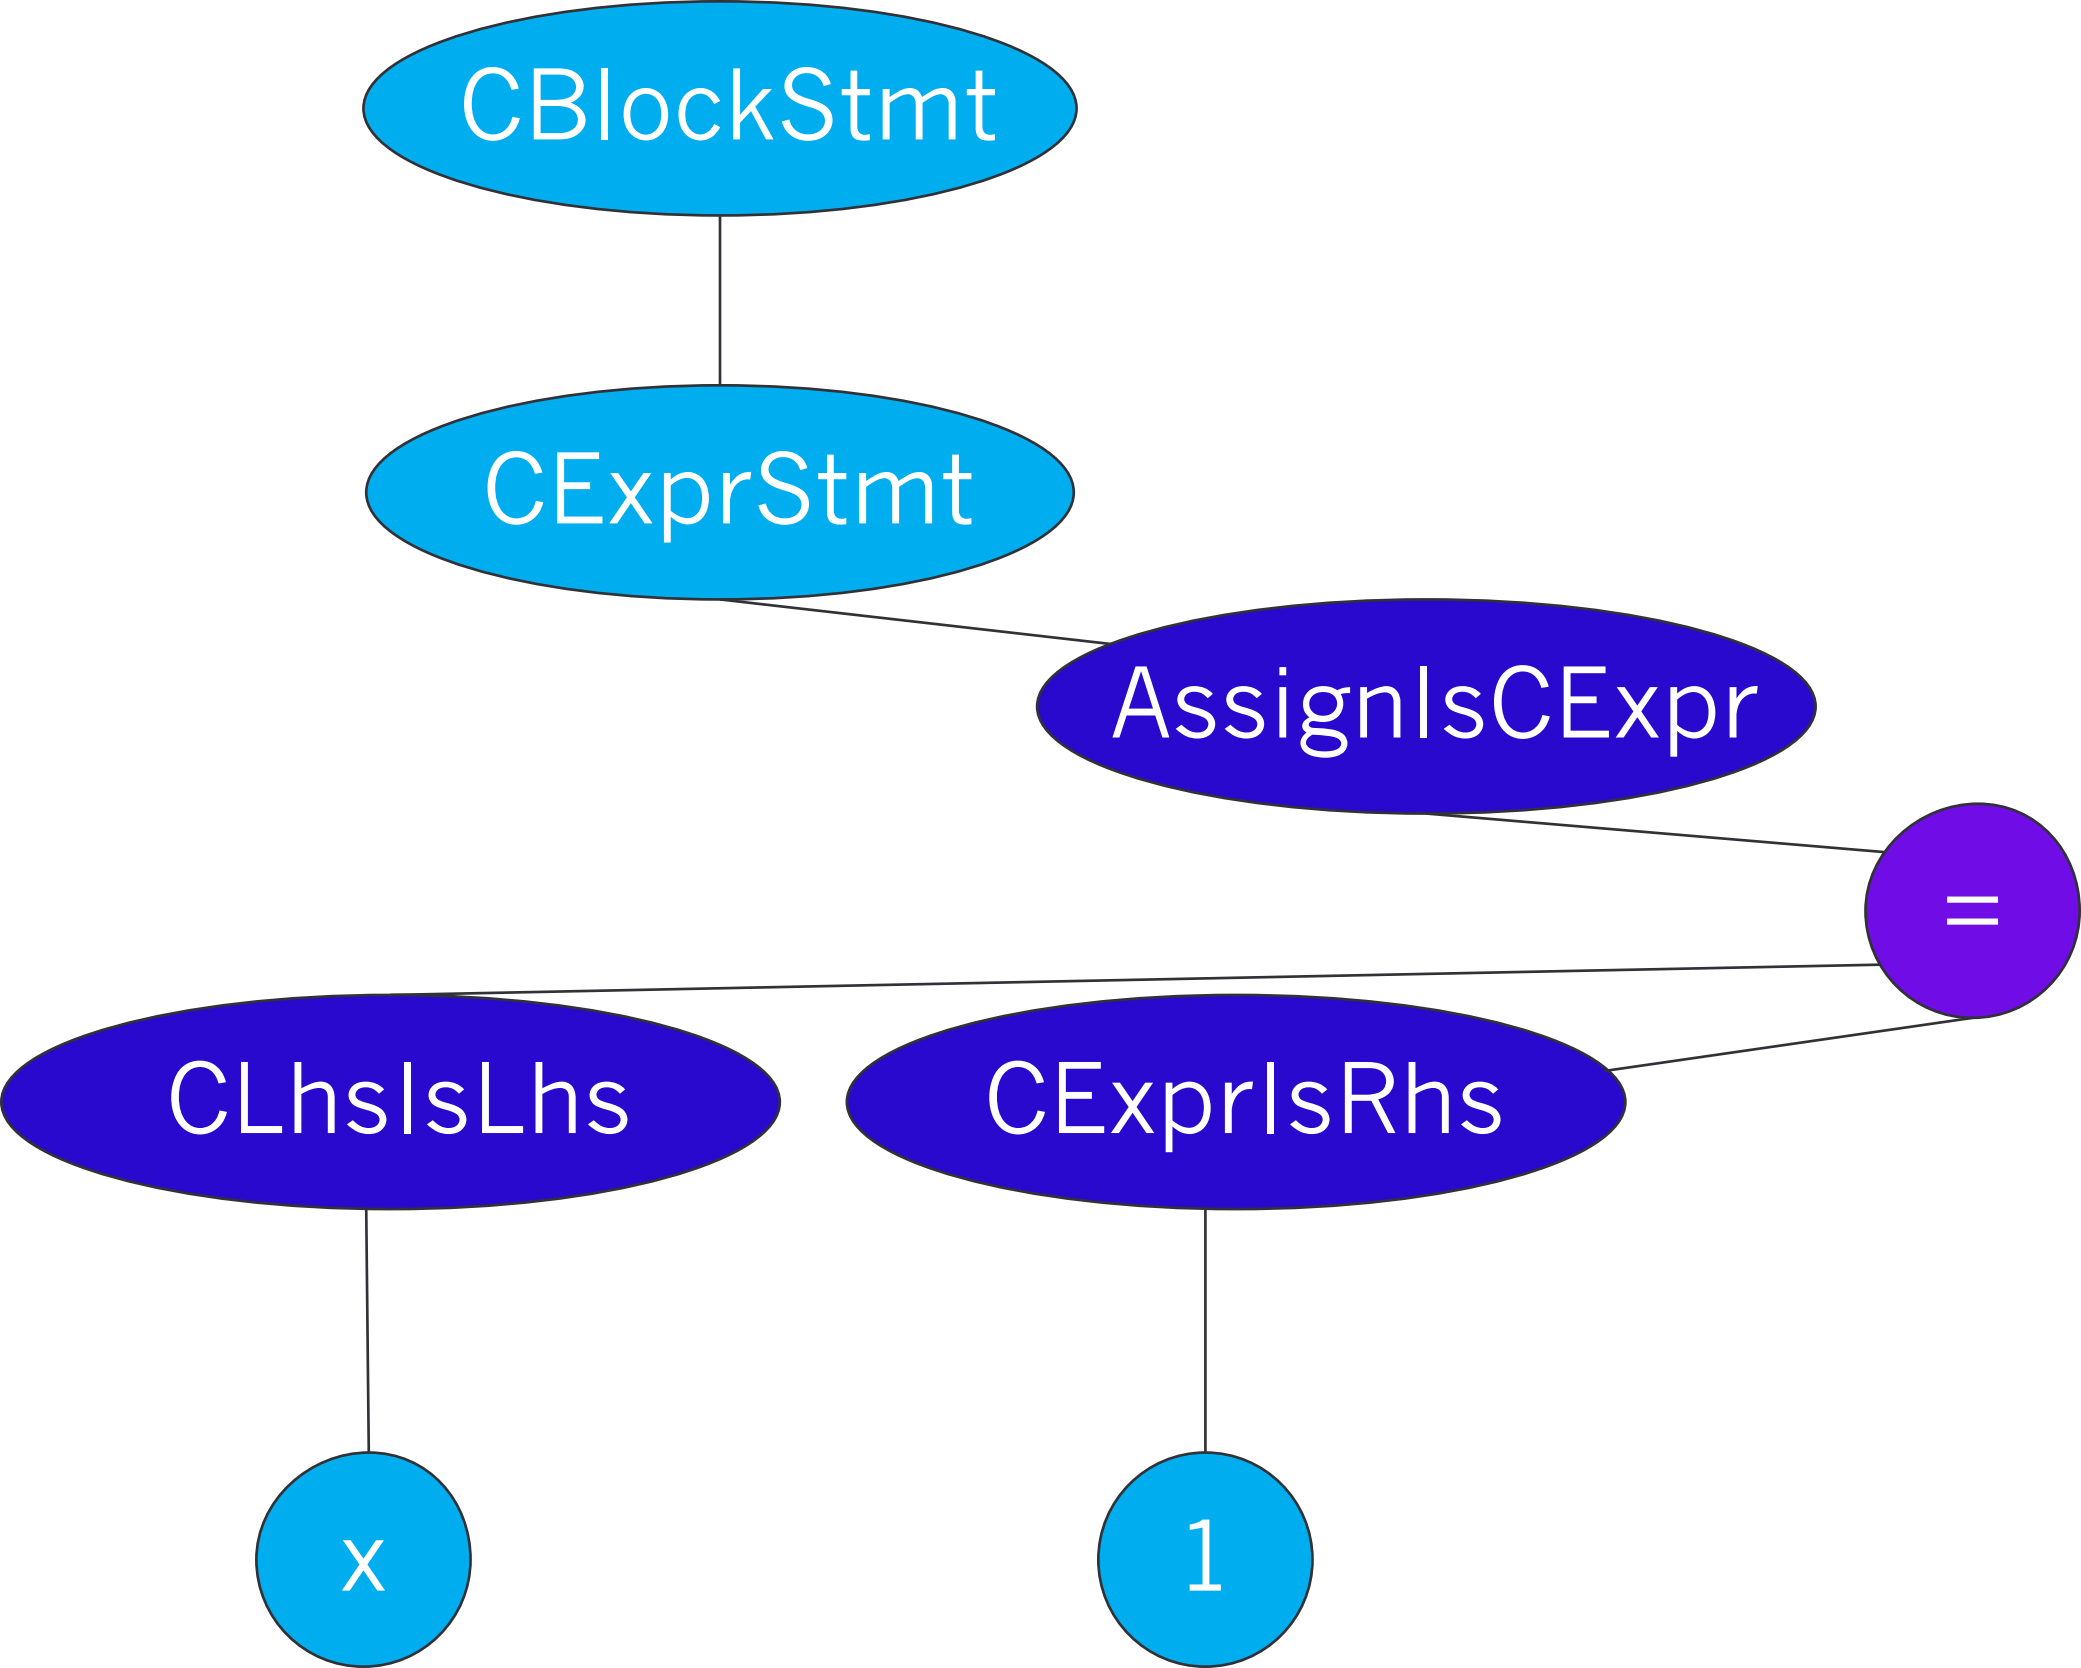 CBlockStmt
CExprStmt
AssignIsCExpr
=
CLhsIsLhs
CExprIsRhs
x
1